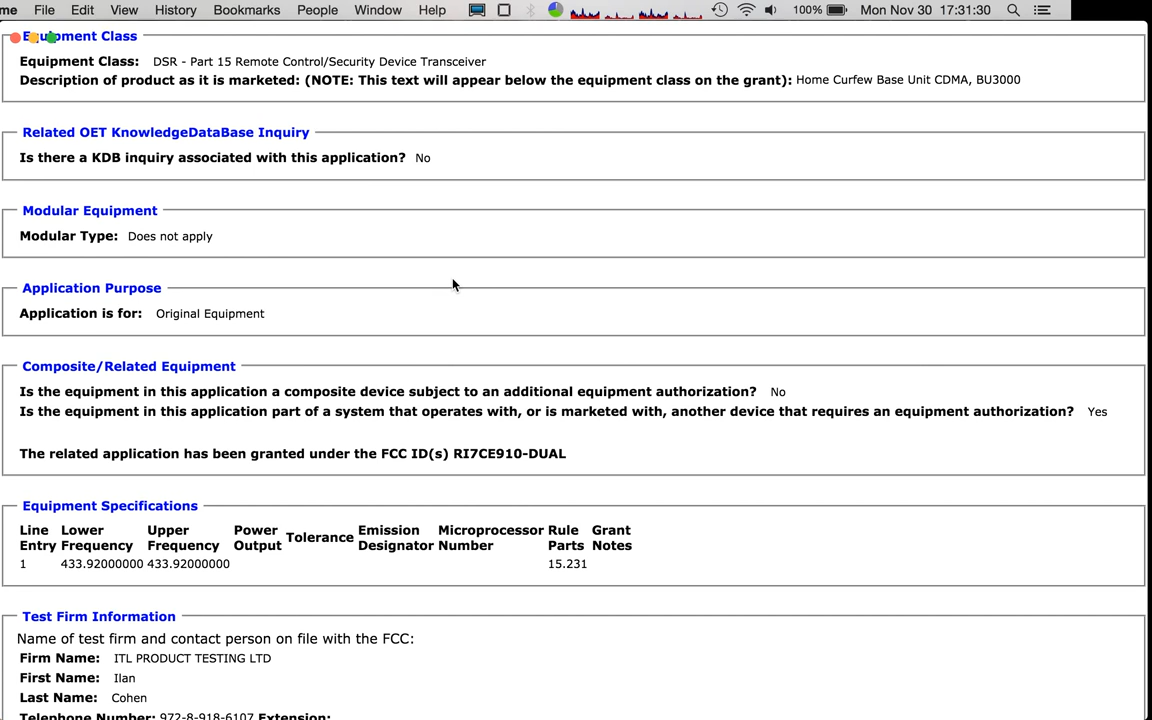 me File Edit View History Bookmarks People Window Help 100% Mon Nov 30 17:31:30
Equipment Class
Equipment Class: DSR - Part 15 Remote Control/Security Device Transceiver
Description of product as it is marketed: (NOTE: This text will appear below the equipment class on the grant): Home Curfew Base Unit CDMA, BU3000
Related OET KnowledgeDataBase Inquiry
Is there a KDB inquiry associated with this application? No
Modular Equipment
Modular Type: Does not apply
Application Purpose
Application is for: Original Equipment
Composite/Related Equipment
Is the equipment in this application a composite device subject to an additional equipment authorization? No
Is the equipment in this application part of a system that operates with, or is marketed with, another device that requires an equipment authorization? Yes
The related application has been granted under the FCC ID(s) RI7CE910-DUAL
Equipment Specifications
Line Lower Upper Power Tolerance Emission Microprocessor Rule Grant
Entry Frequency Frequency Output Designator Number Parts Notes
1 433.92000000 433.92000000 15.231
Test Firm Information
Name of test firm and contact person on file with the FCC:
Firm Name: ITL PRODUCT TESTING LTD
First Name: Ilan
Last Name: Cohen
Telephone Number: 972-8-918-6107 Extension: